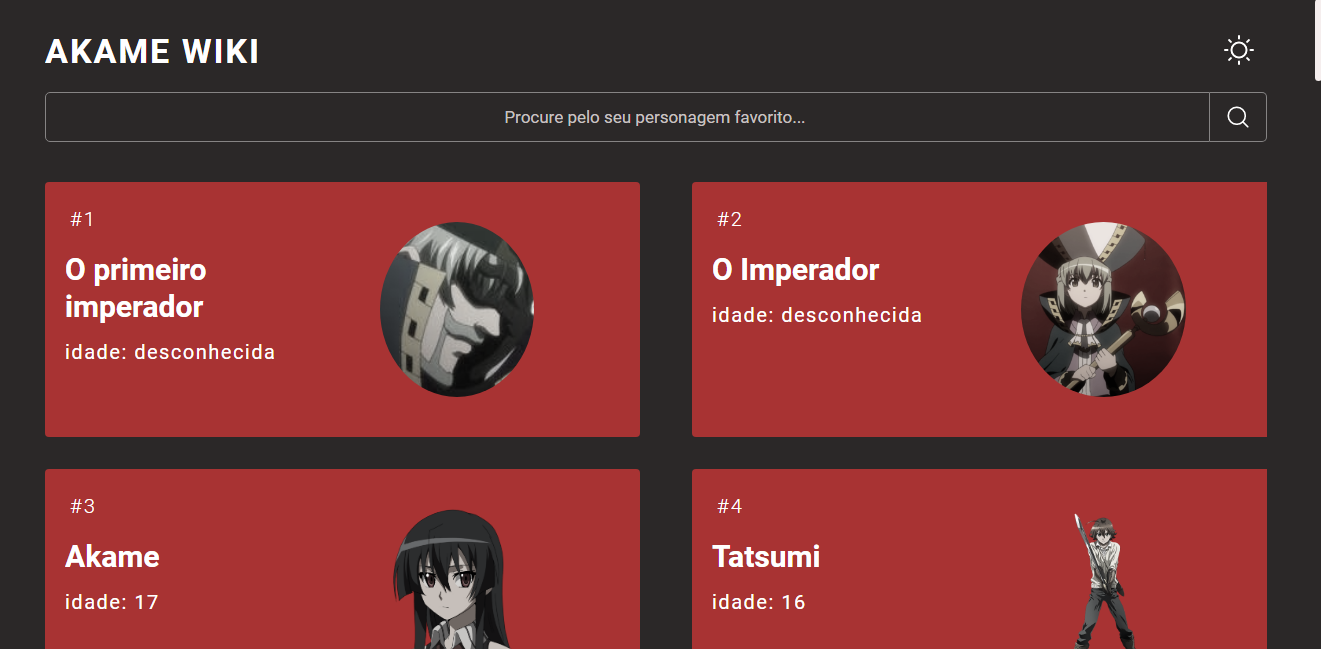 AKAME WIKI
Procure pelo seu personagem favorito...
#1
O primeiro
imperador
idade: desconhecida
#2
O Imperador
idade: desconhecida
#3
Akame
idade: 17
#4
Tatsumi
idade: 16